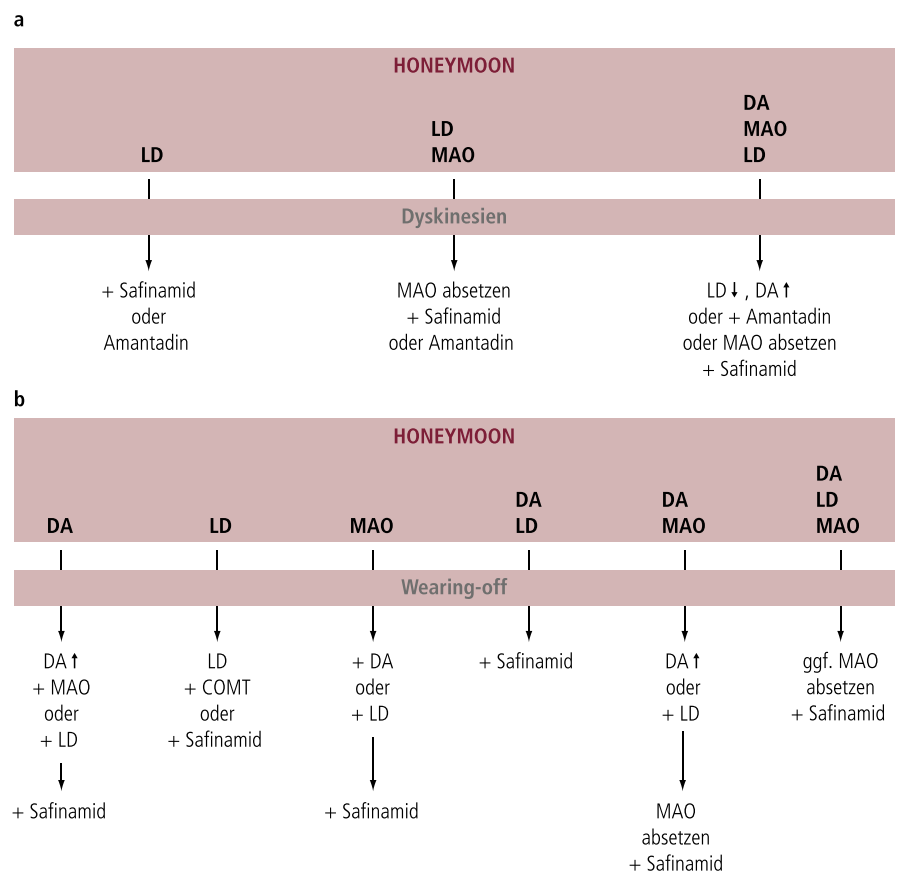 a
HONEYMOON
LD
LD
MAO
DA
MAO
LD
Dyskinesien
+ Safinamid
oder
Amantadin
MAO absetzen
+ Safinamid
oder Amantadin
LD↓, DA↑
oder + Amantadin
oder MAO absetzen
+ Safinamid
b
HONEYMOON
DA
LD
MAO
DA
LD
DA
MAO
DA
LD
MAO
Wearing-off
DA↑
+ MAO
oder
+ LD
+ Safinamid
LD
+ COMT
oder
+ Safinamid
+ DA
oder
+ LD
+ Safinamid
+ Safinamid
DA↑
oder
+ LD
MAO
absetzen
+ Safinamid
ggf. MAO
absetzen
+ Safinamid